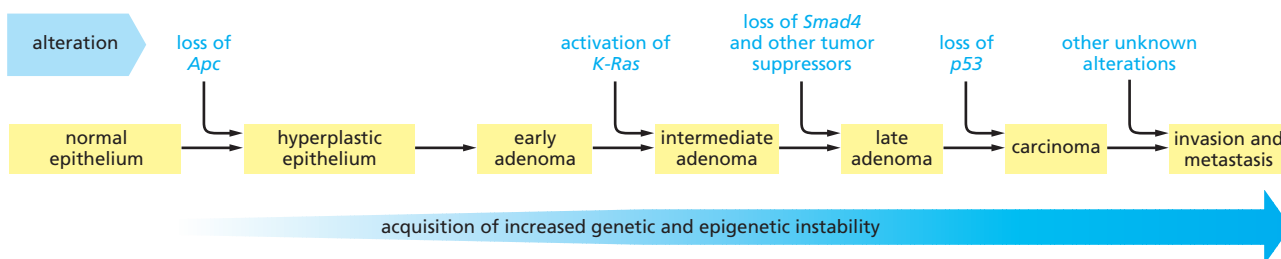 alteration
loss of
Apc
activation of
K-Ras
loss of Smad4
and other tumor
suppressors
loss of
p53
other unknown
alterations
normal
epithelium
hyperplastic
epithelium
early
adenoma
intermediate
adenoma
late
adenoma
carcinoma
invasion and
metastasis
acquisition of increased genetic and epigenetic instability